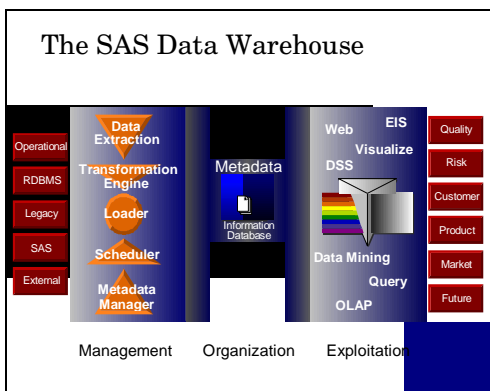 The SAS Data Warehouse
Operational
RDBMS
Legacy
SAS
External
Data
Extraction
Transformation
Engine
Loader
Scheduler
Metadata
Manager
Metadata
Information
Database
Web
EIS
Visualize
DSS
Data Mining
Query
OLAP
Quality
Risk
Customer
Product
Market
Future
Management
Organization
Exploitation